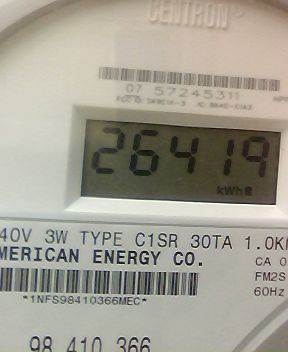 CENTRON®
07 57245311
26419
kWh
40V 3W TYPE C1SR 30TA 1.0K
MERICAN ENERGY CO.
CA 0
FM2S
60Hz
*1NFS98410366MEC*
98 410 366